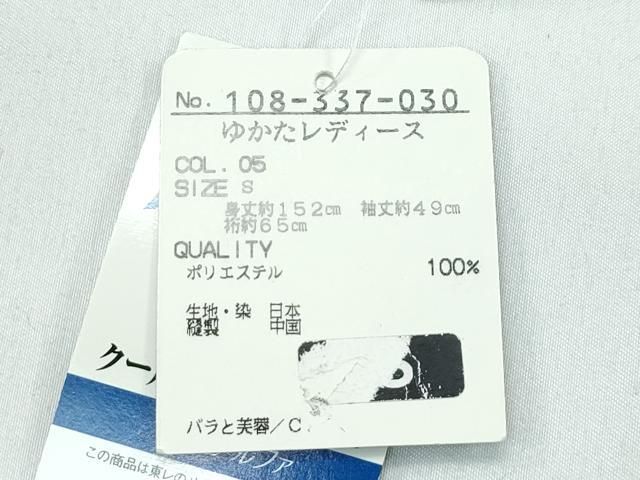 No. 108-337-030
ゆかたレディース
COL. 05
SIZE S
身丈約152cm 袖丈約49cm
裄約65cm
QUALITY
ポリエステル 100%
生地・染 日本
縫製 中国
バラと芙蓉/C
クー
ルファ
この商品は東レの